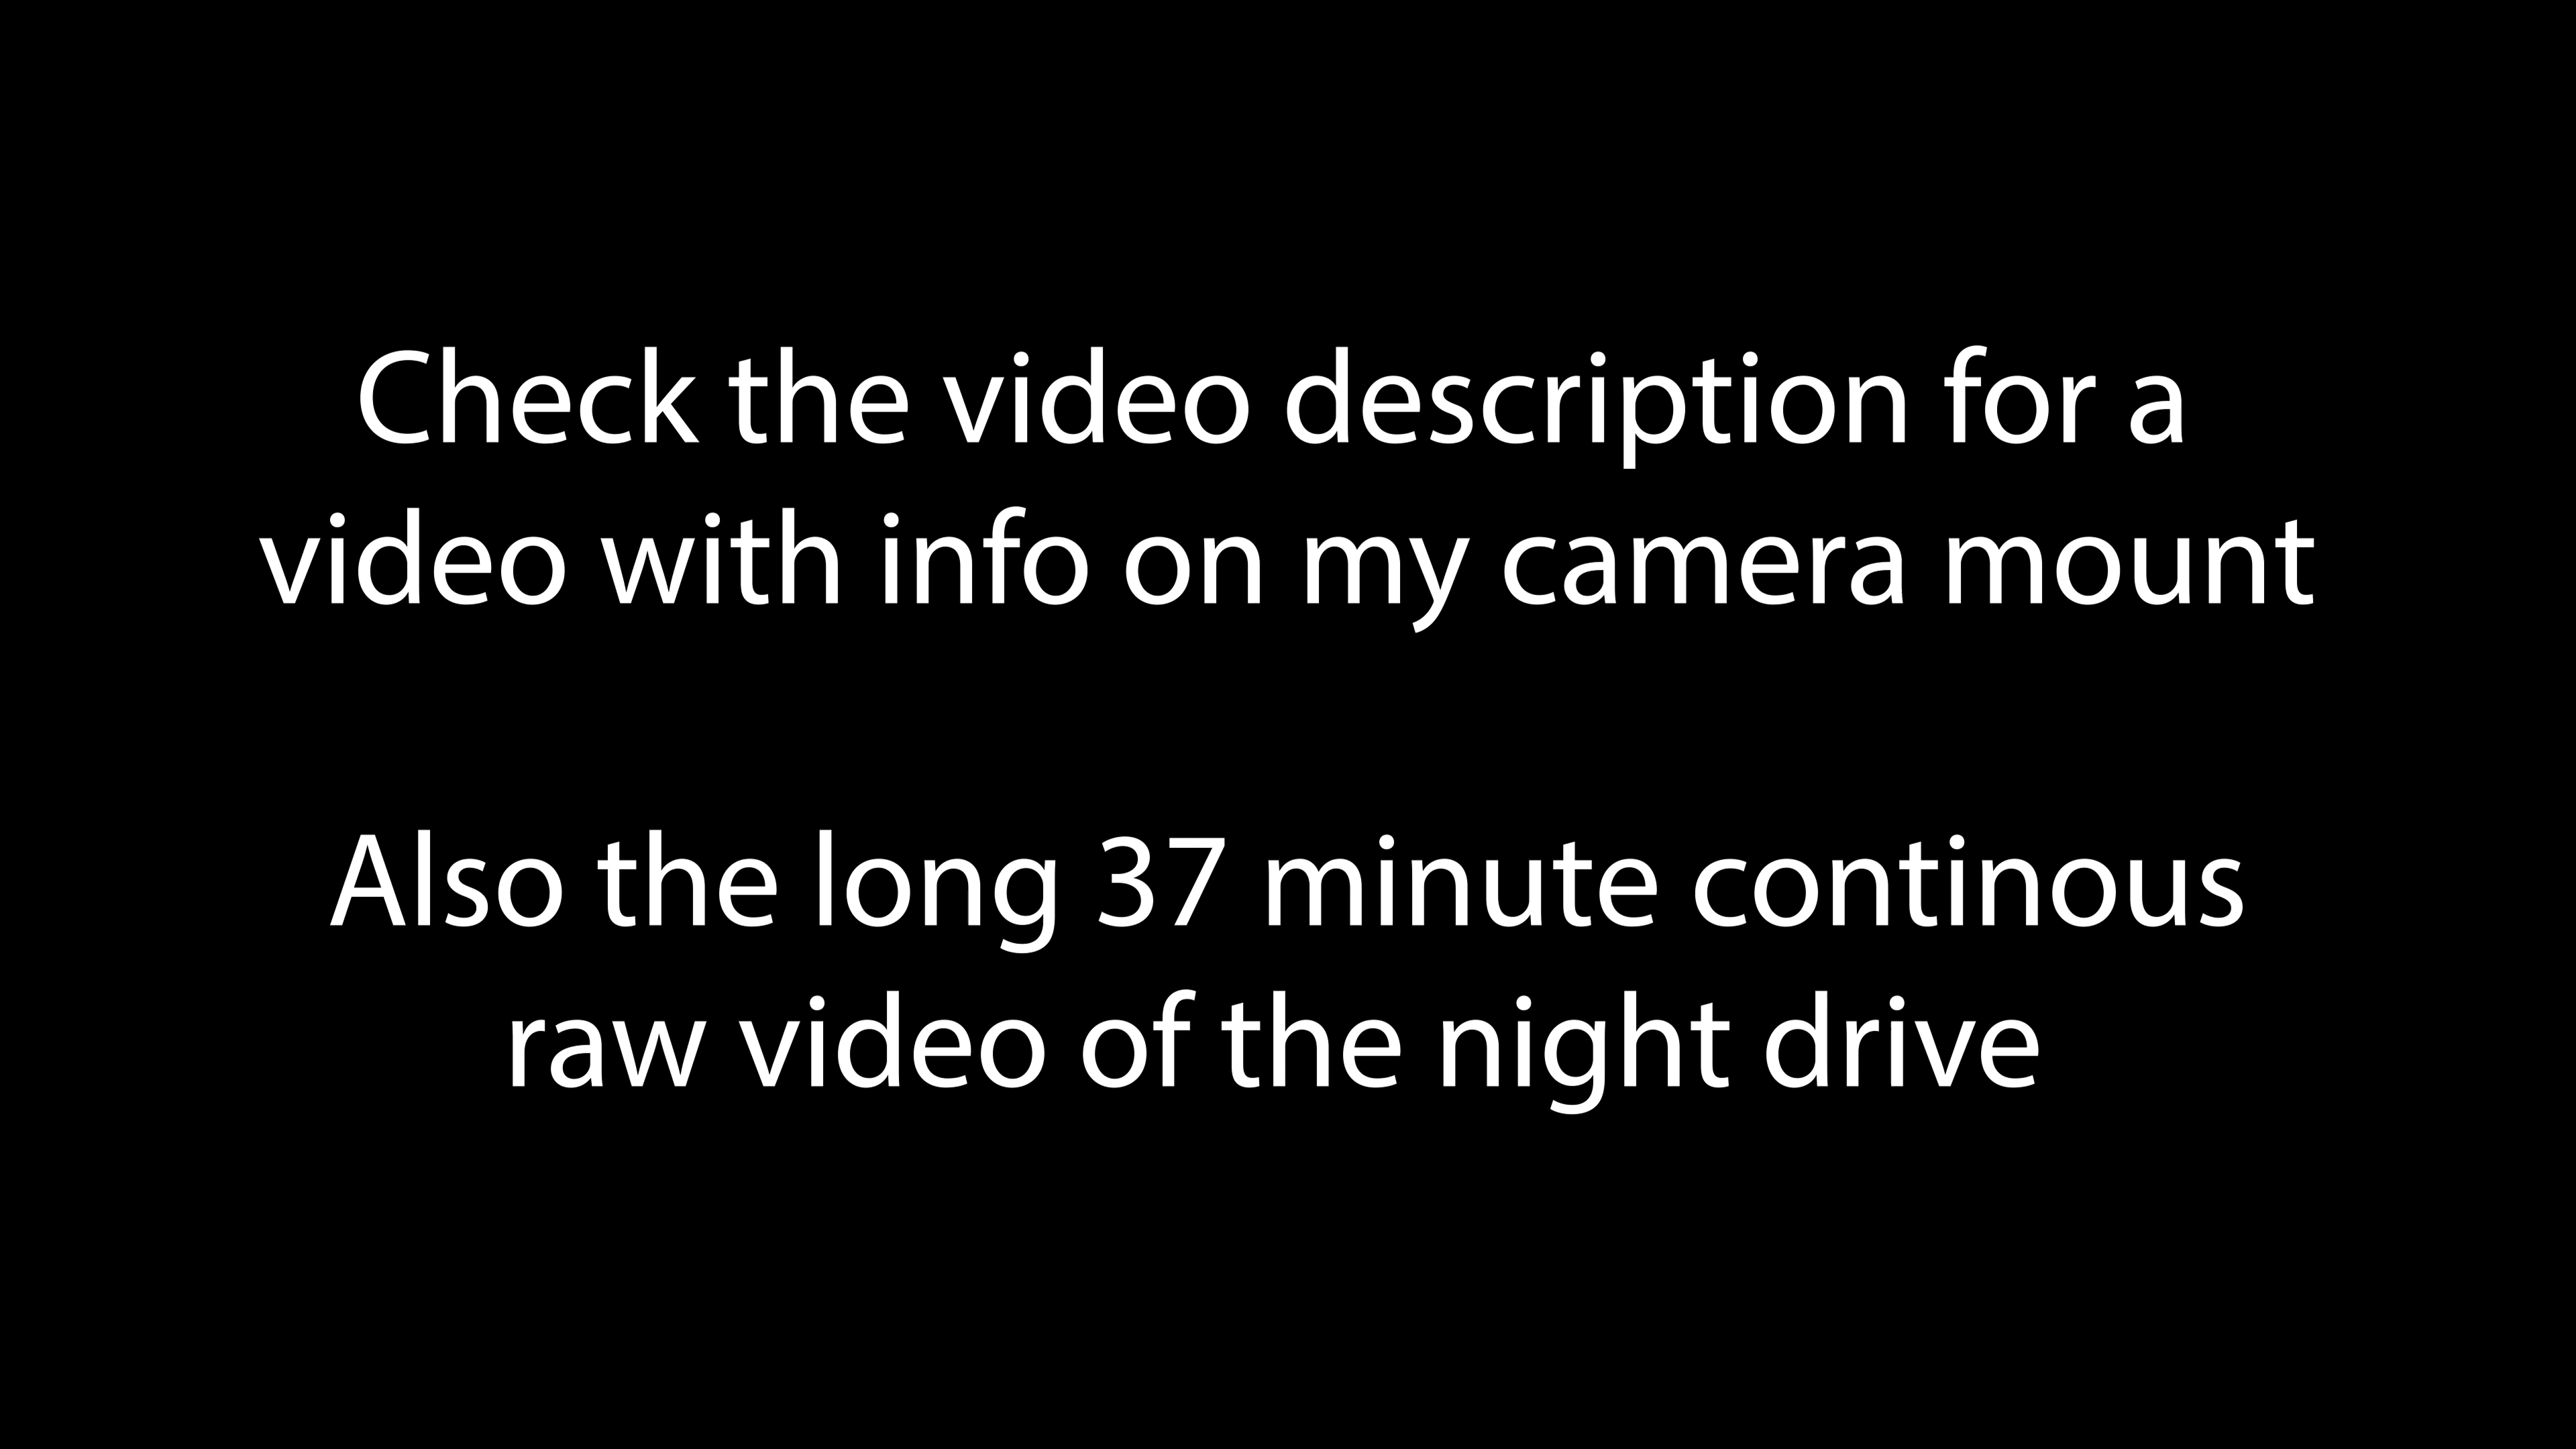 Check the video description for a
video with info on my camera mount
Also the long 37 minute continous
raw video of the night drive